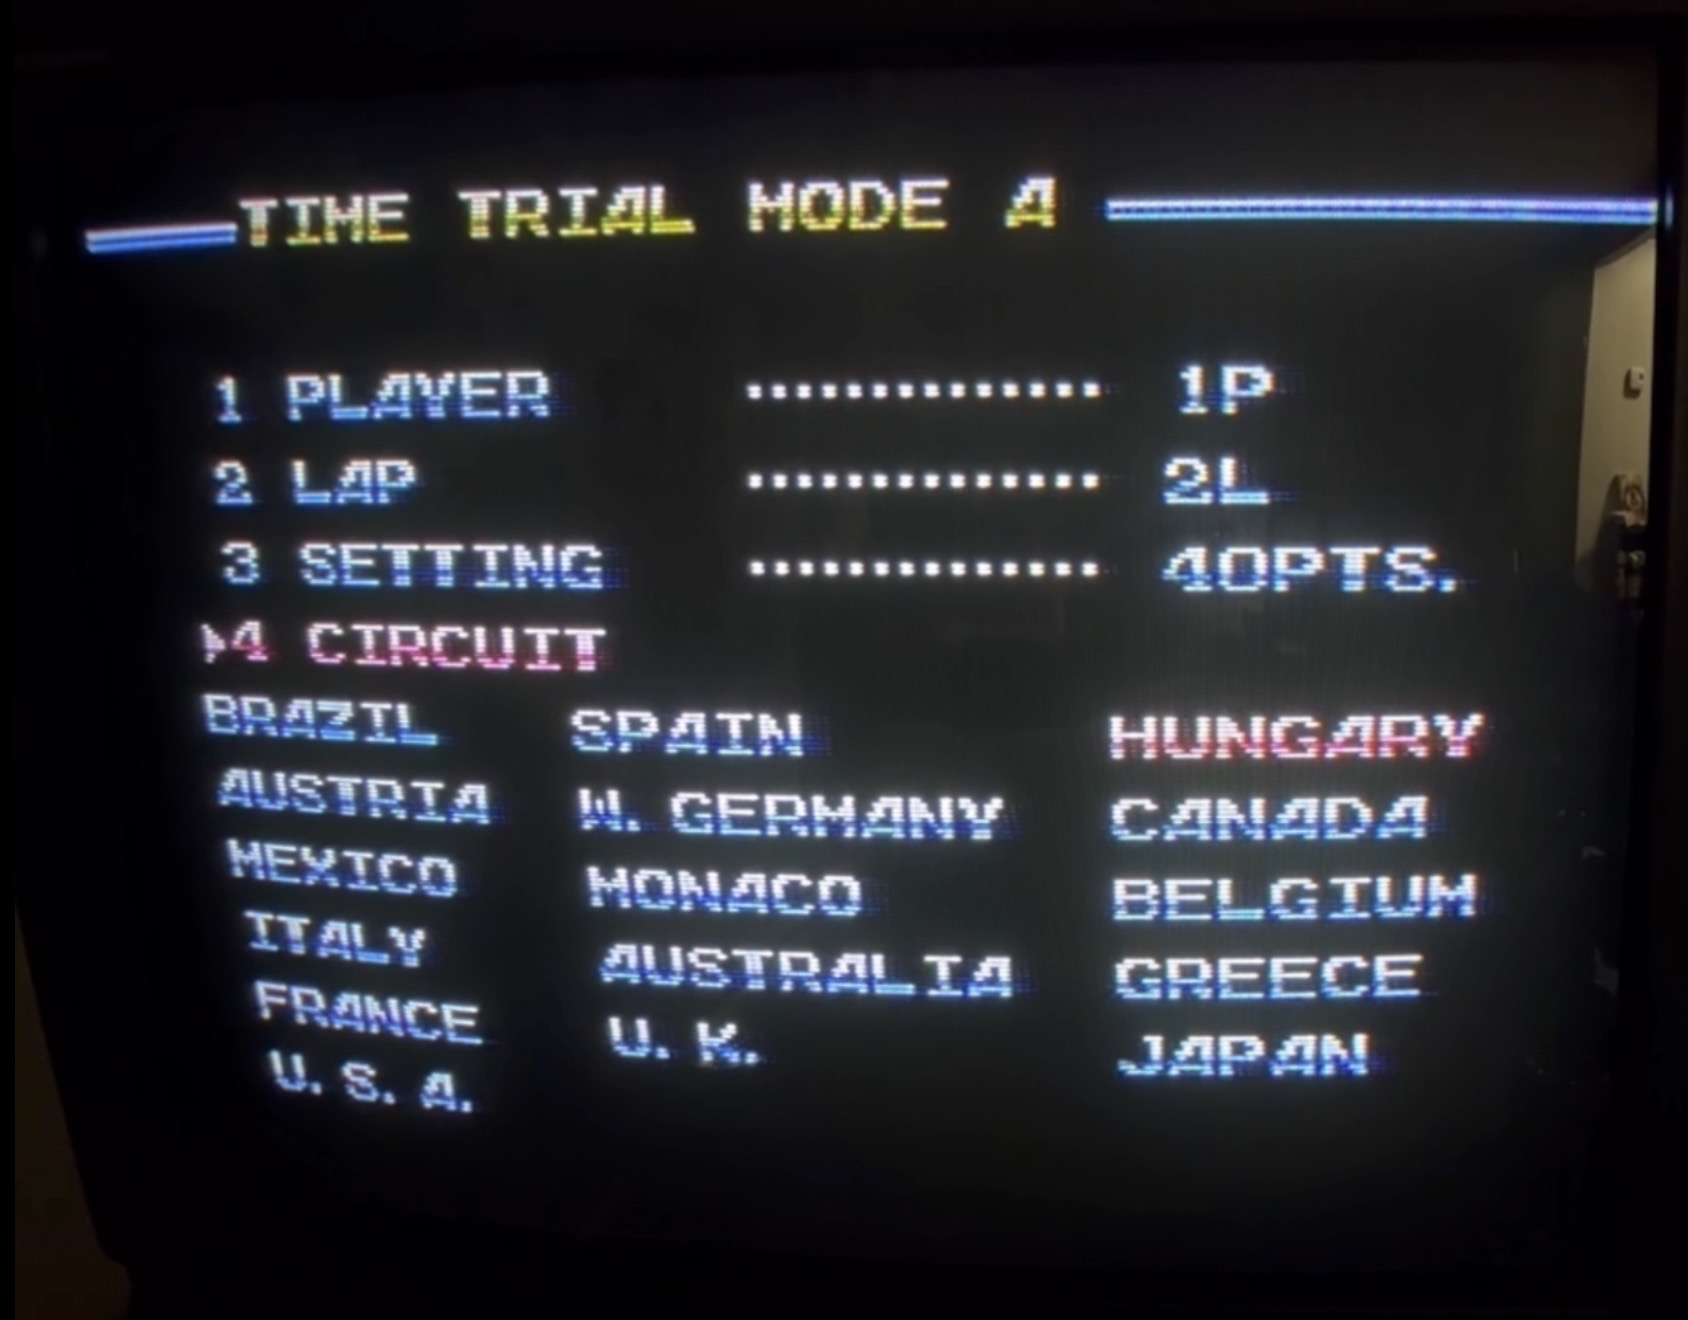 TIME TRIAL MODE A
1 PLAYER .............. 1P
2 LAP .............. 2L
3 SETTING .............. 40PTS.
4 CIRCUIT
BRAZIL SPAIN HUNGARY
AUSTRIA W. GERMANY CANADA
MEXICO MONACO BELGIUM
ITALY AUSTRALIA GREECE
FRANCE U. K. JAPAN
U. S. A.